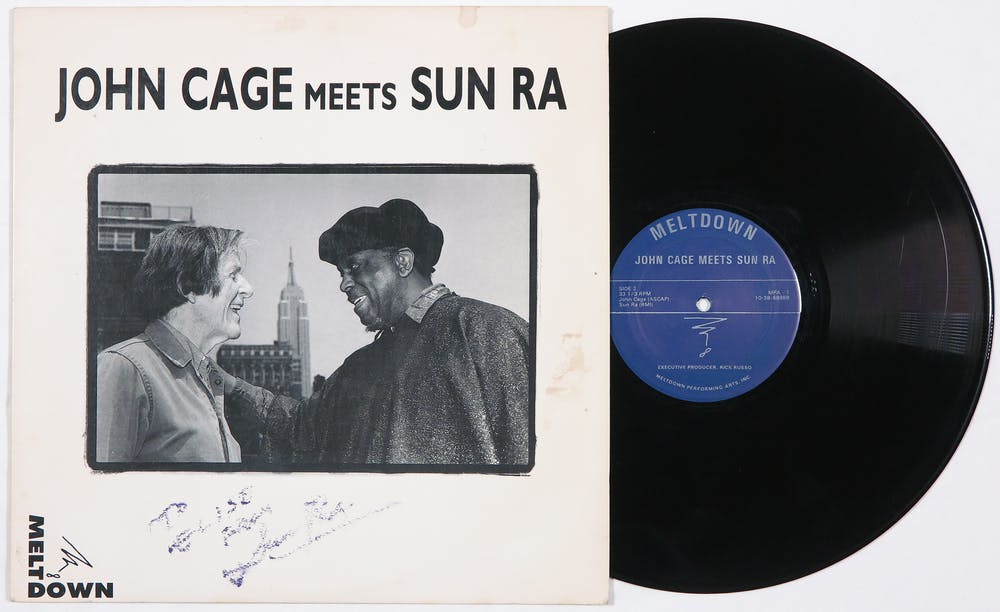 JOHN CAGE MEETS SUN RA
MELT
DOWN
MELTDOWN
JOHN CAGE MEETS SUN RA
SIDE 2
33 1/3 RPM
John Cage (ASCAP)
Sun Ra (BMI)
MPA - 1
EXECUTIVE PRODUCER, RICK RUSSO
MELTDOWN PERFORMING ARTS, INC.